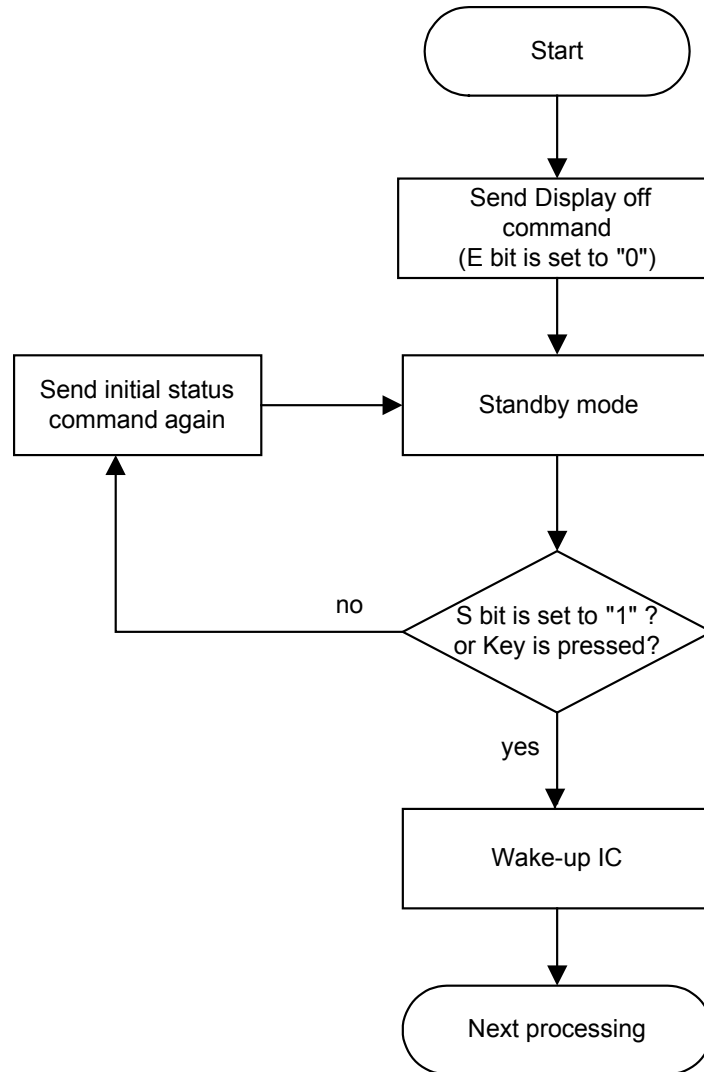 Start
Send Display off
command
(E bit is set to "0")
Send initial status
command again
Standby mode
no
S bit is set to "1" ?
or Key is pressed?
yes
Wake-up IC
Next processing